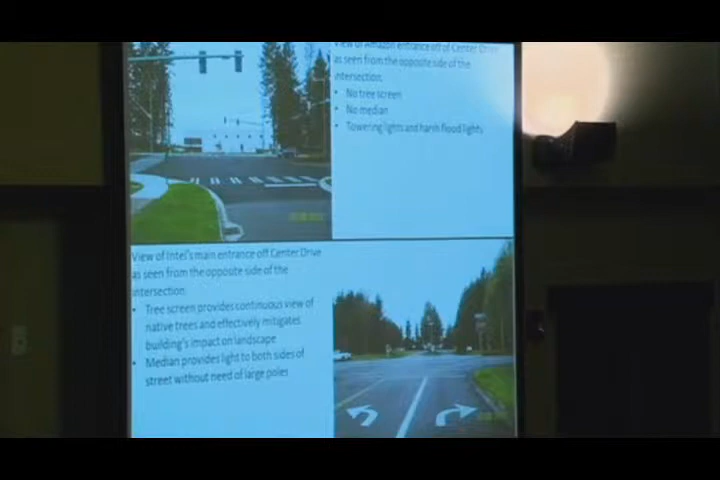 View of Amazon entrance off of Center Drive
as seen from the opposite side of the
intersection:
• No tree screen
• No median
• Towering lights and harsh flood lights
View of Intel's main entrance off Center Drive
as seen from the opposite side of the
intersection:
• Tree screen provides continuous view of
native trees and effectively mitigates
building's impact on landscape
• Median provides light to both sides of
street without need of large poles